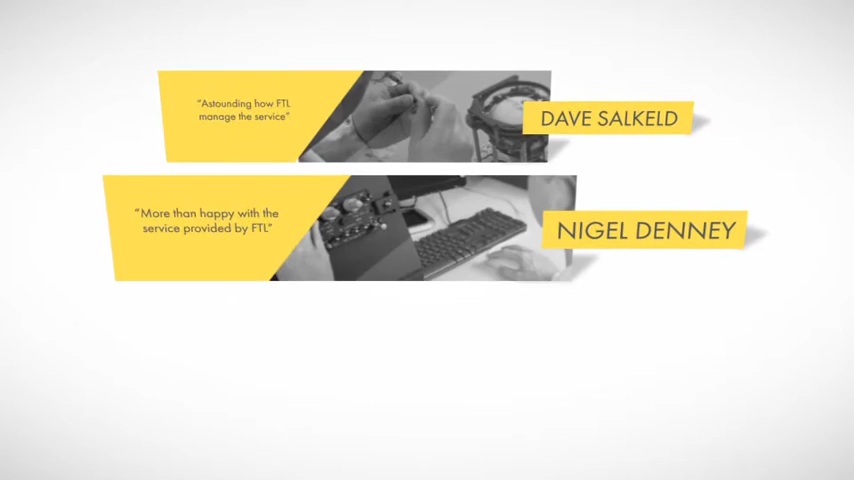 “Astounding how FTL
manage the service”
DAVE SALKELD
“More than happy with the
service provided by FTL”
NIGEL DENNEY